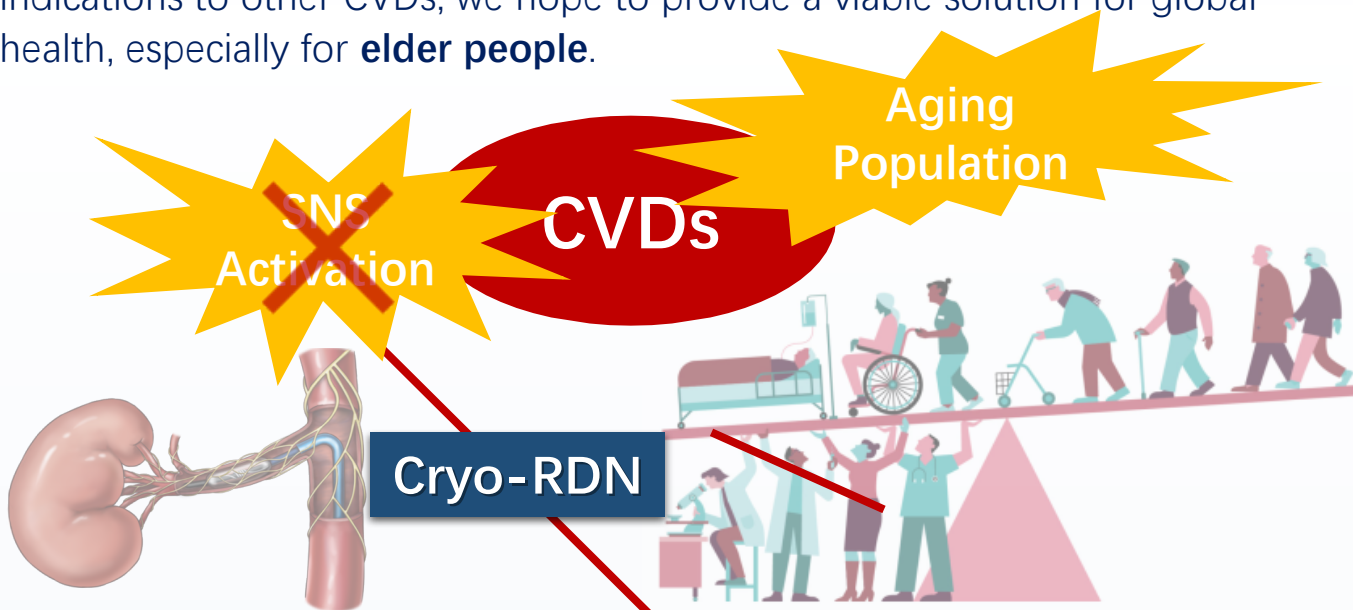 indications to other CVDs, we hope to provide a viable solution for global
health, especially for elder people.
Aging
Population
SNS
Activation
CVDs
Cryo-RDN